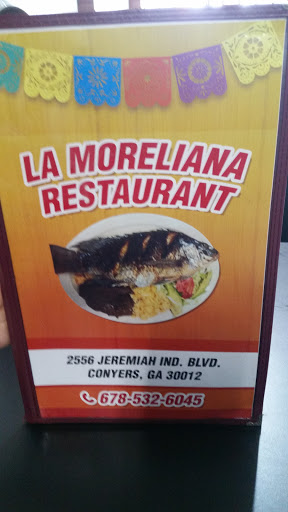 LA MORELIANA
RESTAURANT
2556 JEREMIAH IND. BLVD.
CONYERS, GA 30012
678-532-6045